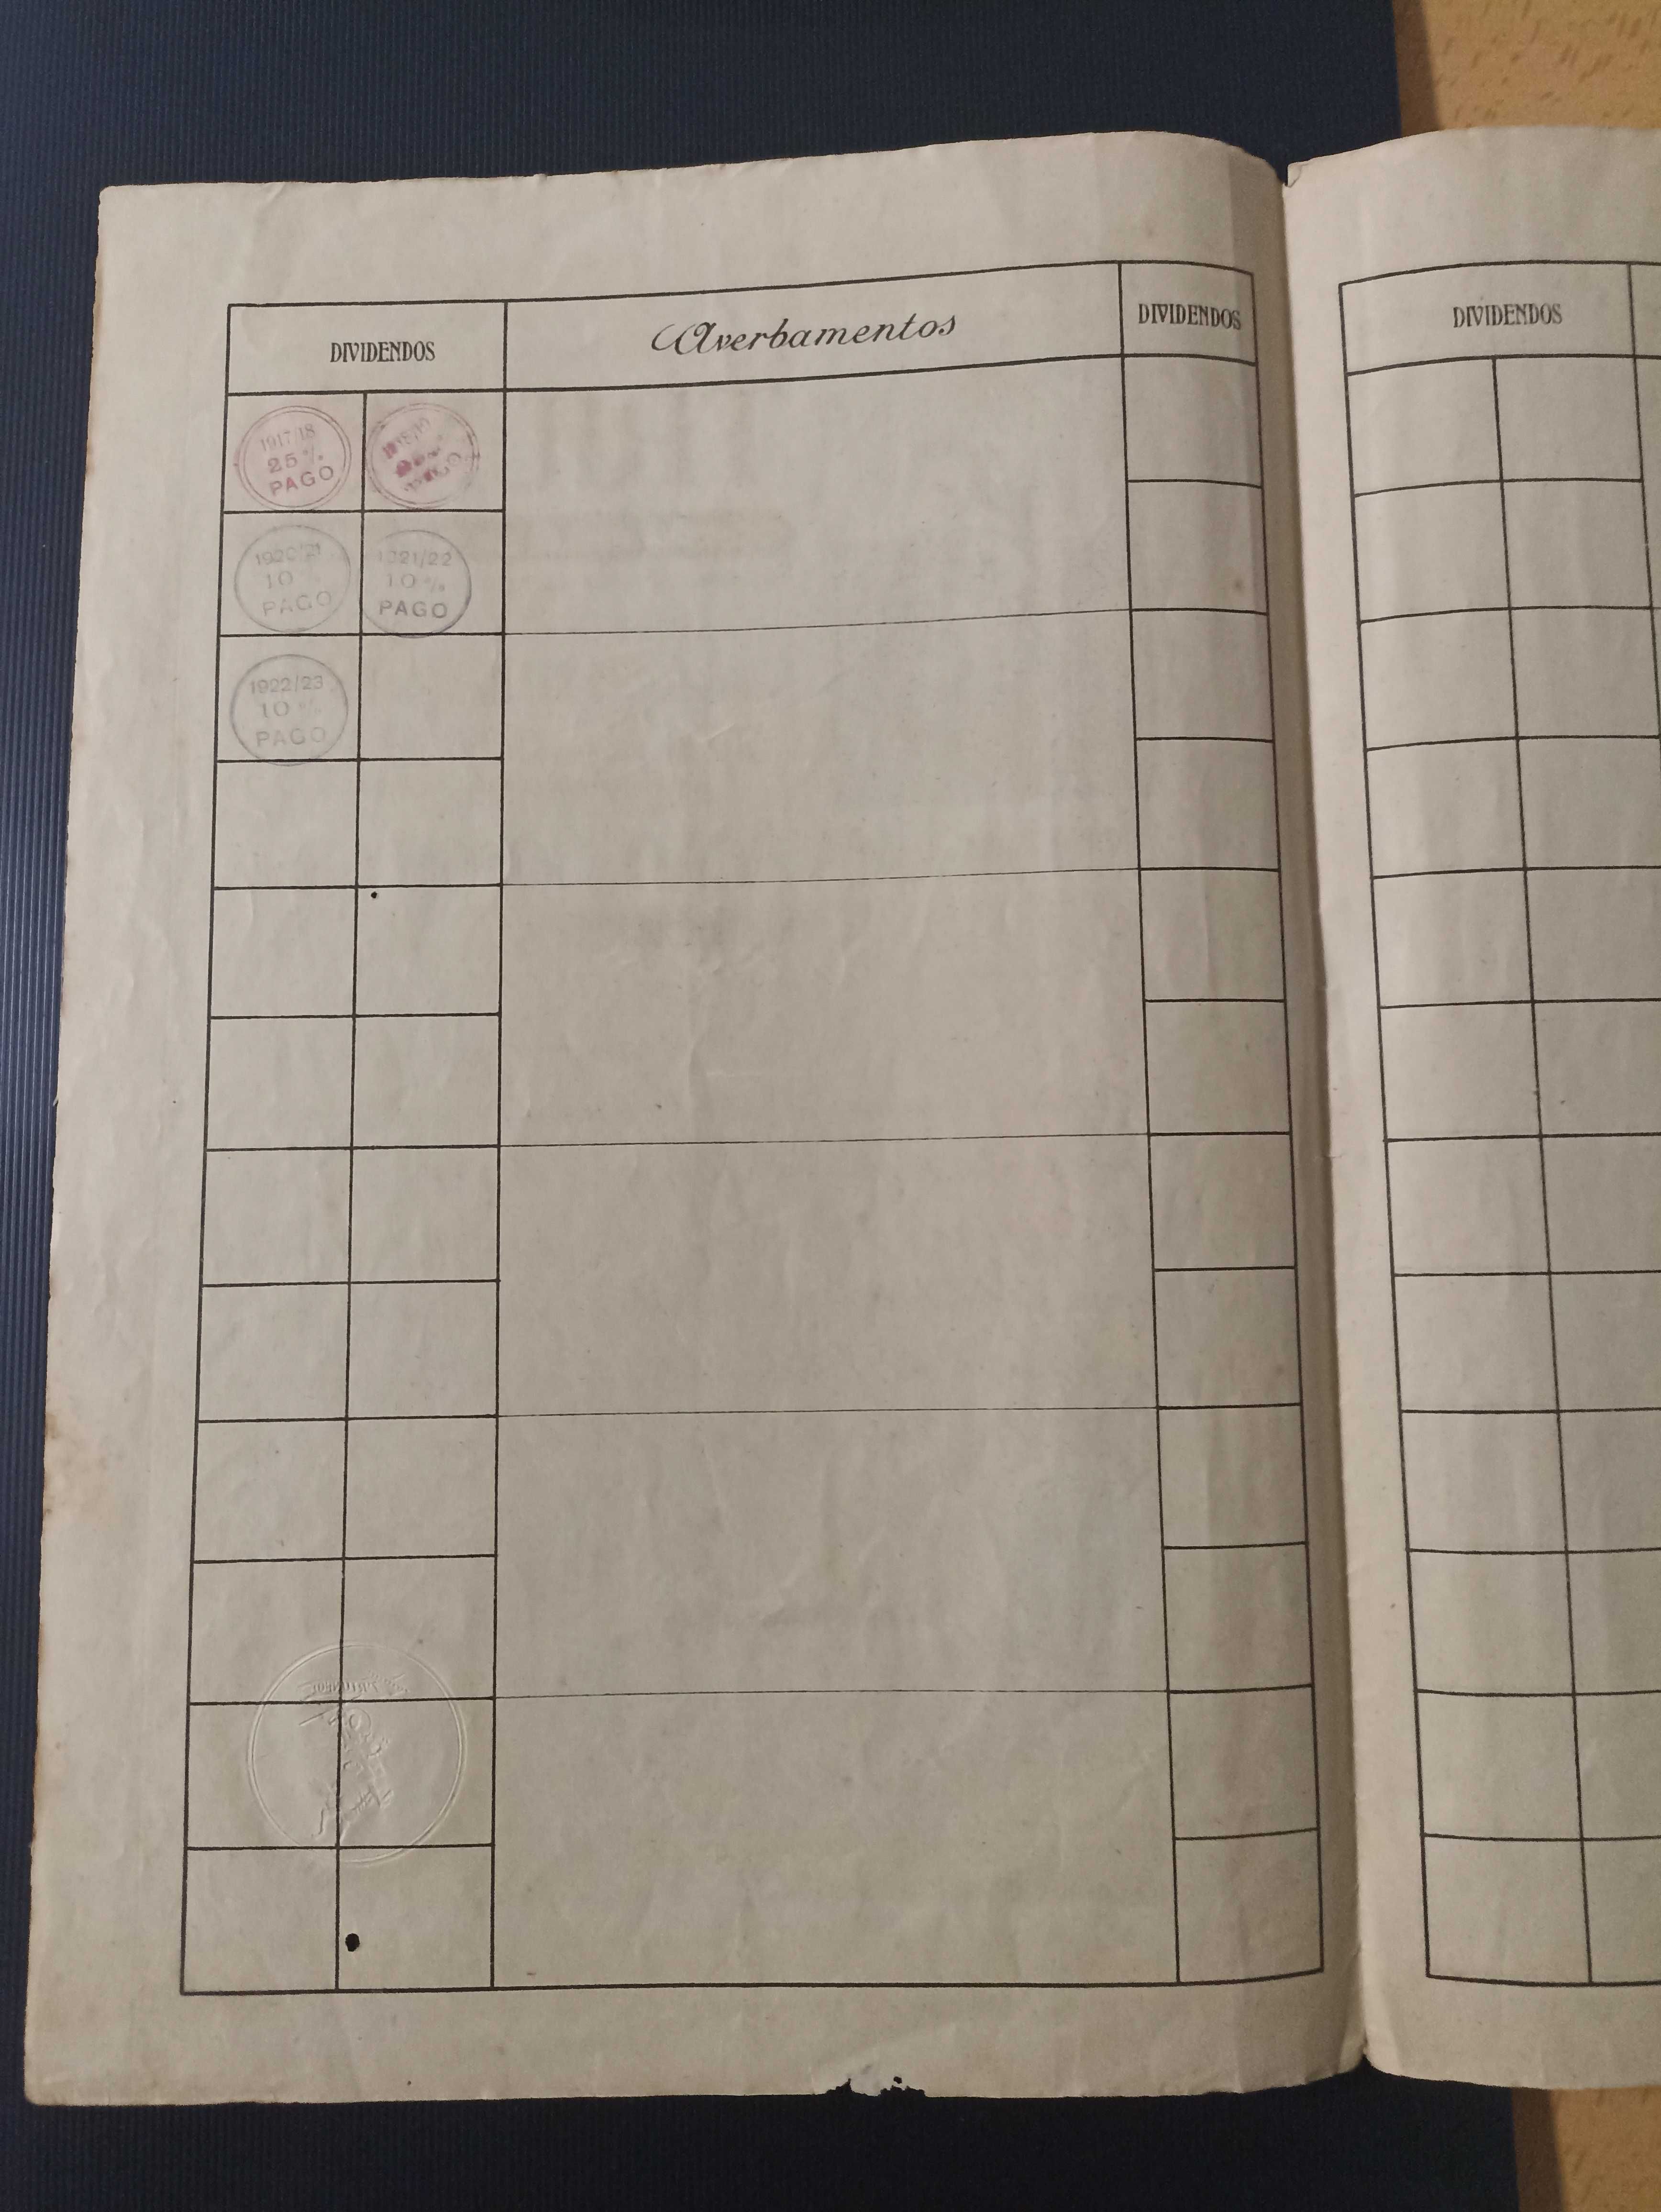 DIVIDENDOS
Averbamentos
DIVIDENDOS
1917/18
25%
PAGO
1920/21
10%
PAGO
1921/22
10%
PAGO
1922/23
10%
PAGO
DIVIDENDOS